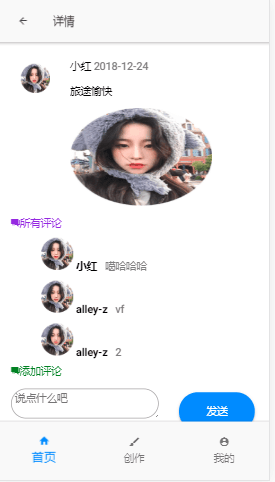 详情
小红 2018-12-24
旅途愉快
所有评论
小红 喵哈哈哈
alley-z vf
alley-z 2
添加评论
说点什么吧
发送
首页 创作 我的